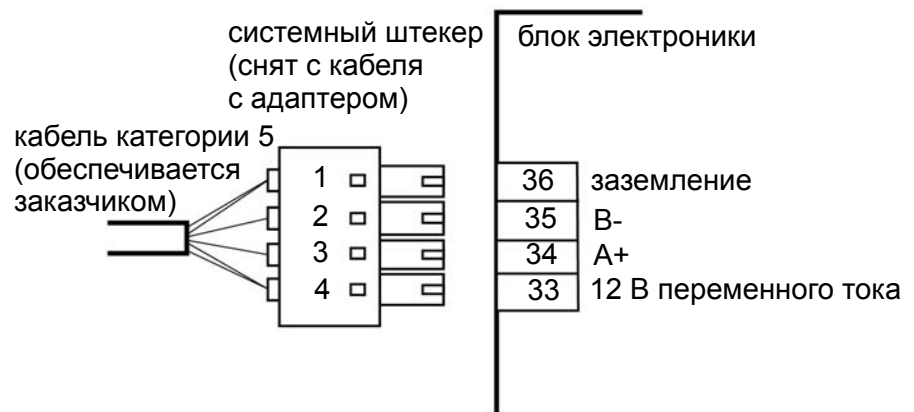 системный штекер
(снят с кабеля
с адаптером)
блок электроники
кабель категории 5
(обеспечивается
заказчиком)
1
2
3
4
36 заземление
35 B-
34 A+
33 12 В переменного тока